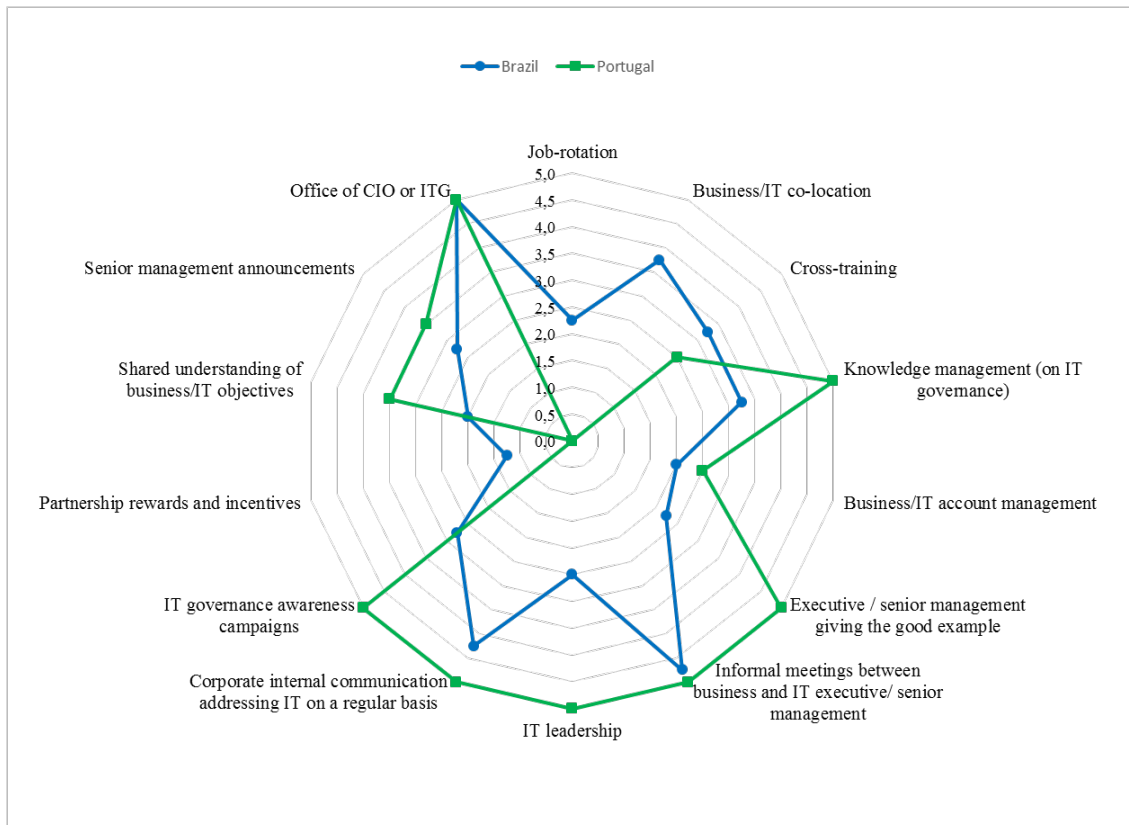 Brazil Portugal
Job-rotation
Office of CIO or ITG
Business/IT co-location
Senior management announcements
Cross-training
Shared understanding of
business/IT objectives
Knowledge management (on IT
governance)
Partnership rewards and incentives
Business/IT account management
IT governance awareness
campaigns
Executive / senior management
giving the good example
Corporate internal communication
addressing IT on a regular basis
Informal meetings between
business and IT executive/ senior
management
IT leadership
5,0
4,5
4,0
3,5
3,0
2,5
2,0
1,5
1,0
0,5
0,0